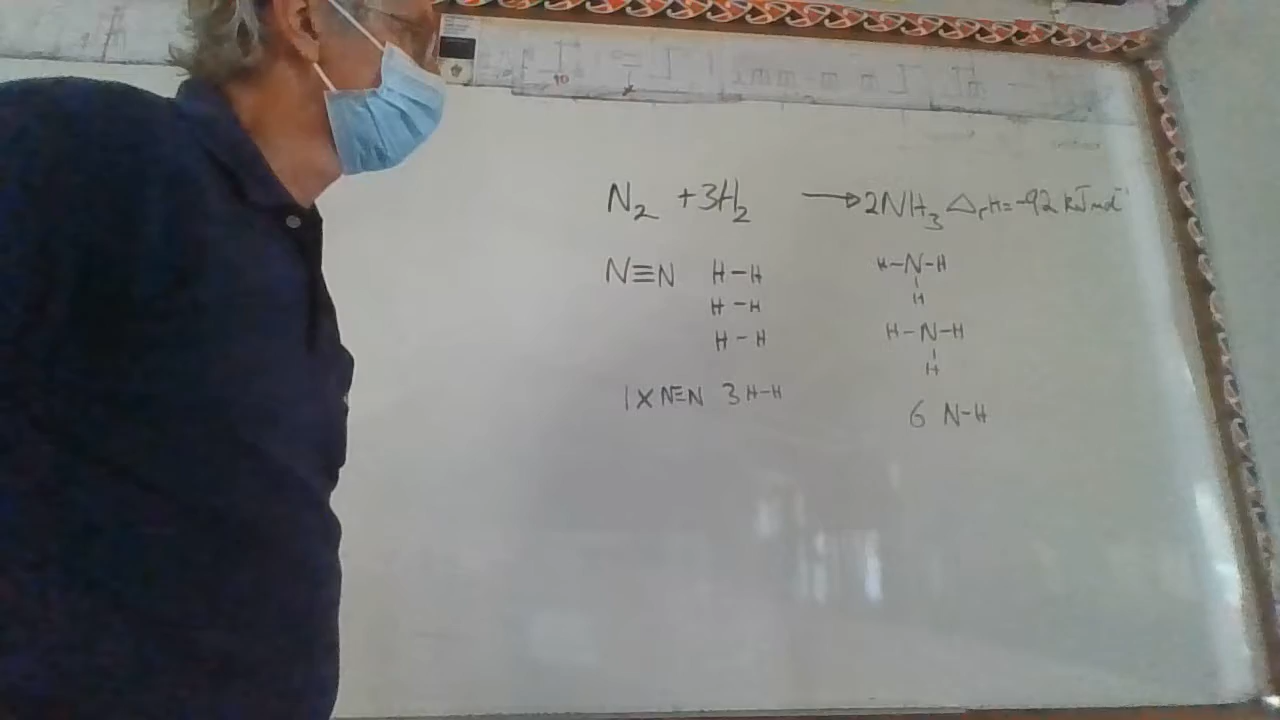 N₂ + 3H₂ ⟶ 2NH₃ ΔᵣH = -92 kJ mol⁻¹
N≡N H-H H-N-H
H-H H
H-H H-N-H
H
1 x N≡N 3 H-H 6 N-H